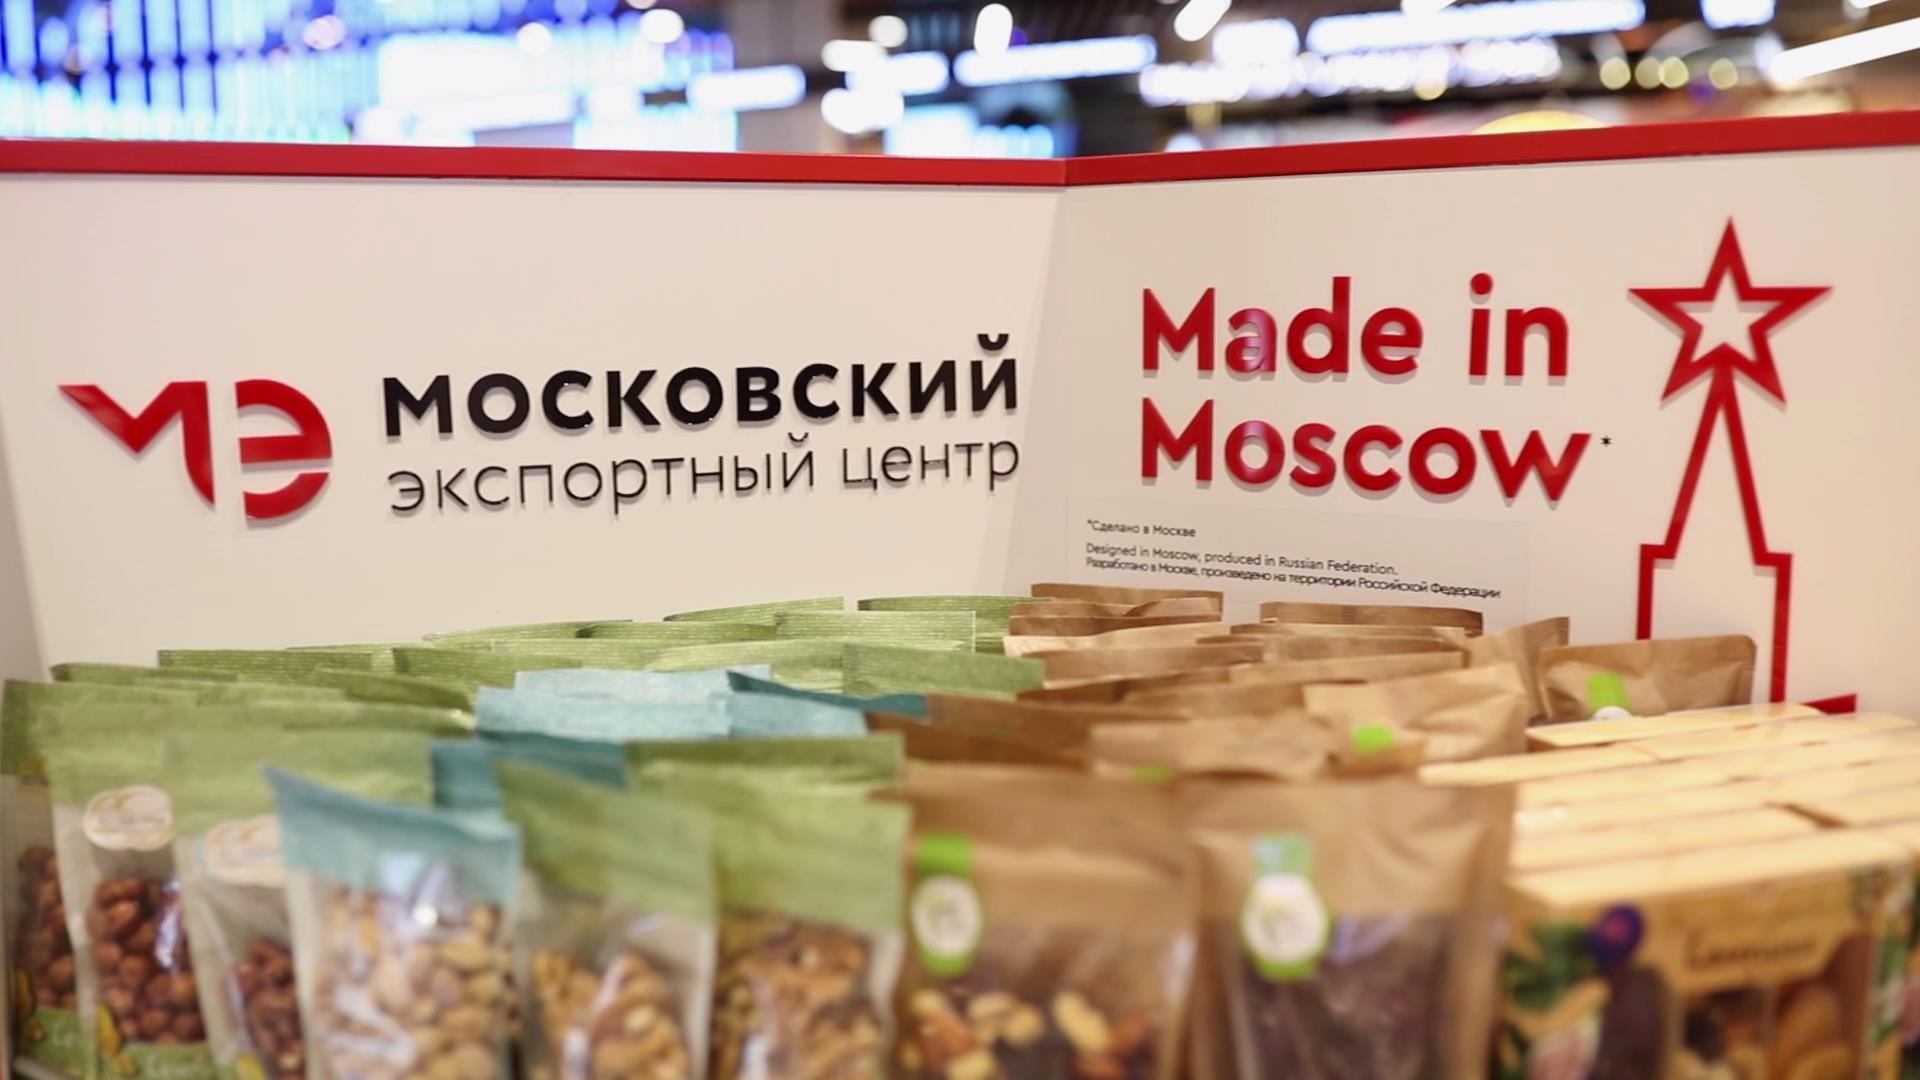 МЭ
МОСКОВСКИЙ
экспортный центр
Made in
Moscow*
*Сделано в Москве
Designed in Moscow, produced in Russian Federation.
Разработано в Москве, произведено на территории Российской Федерации